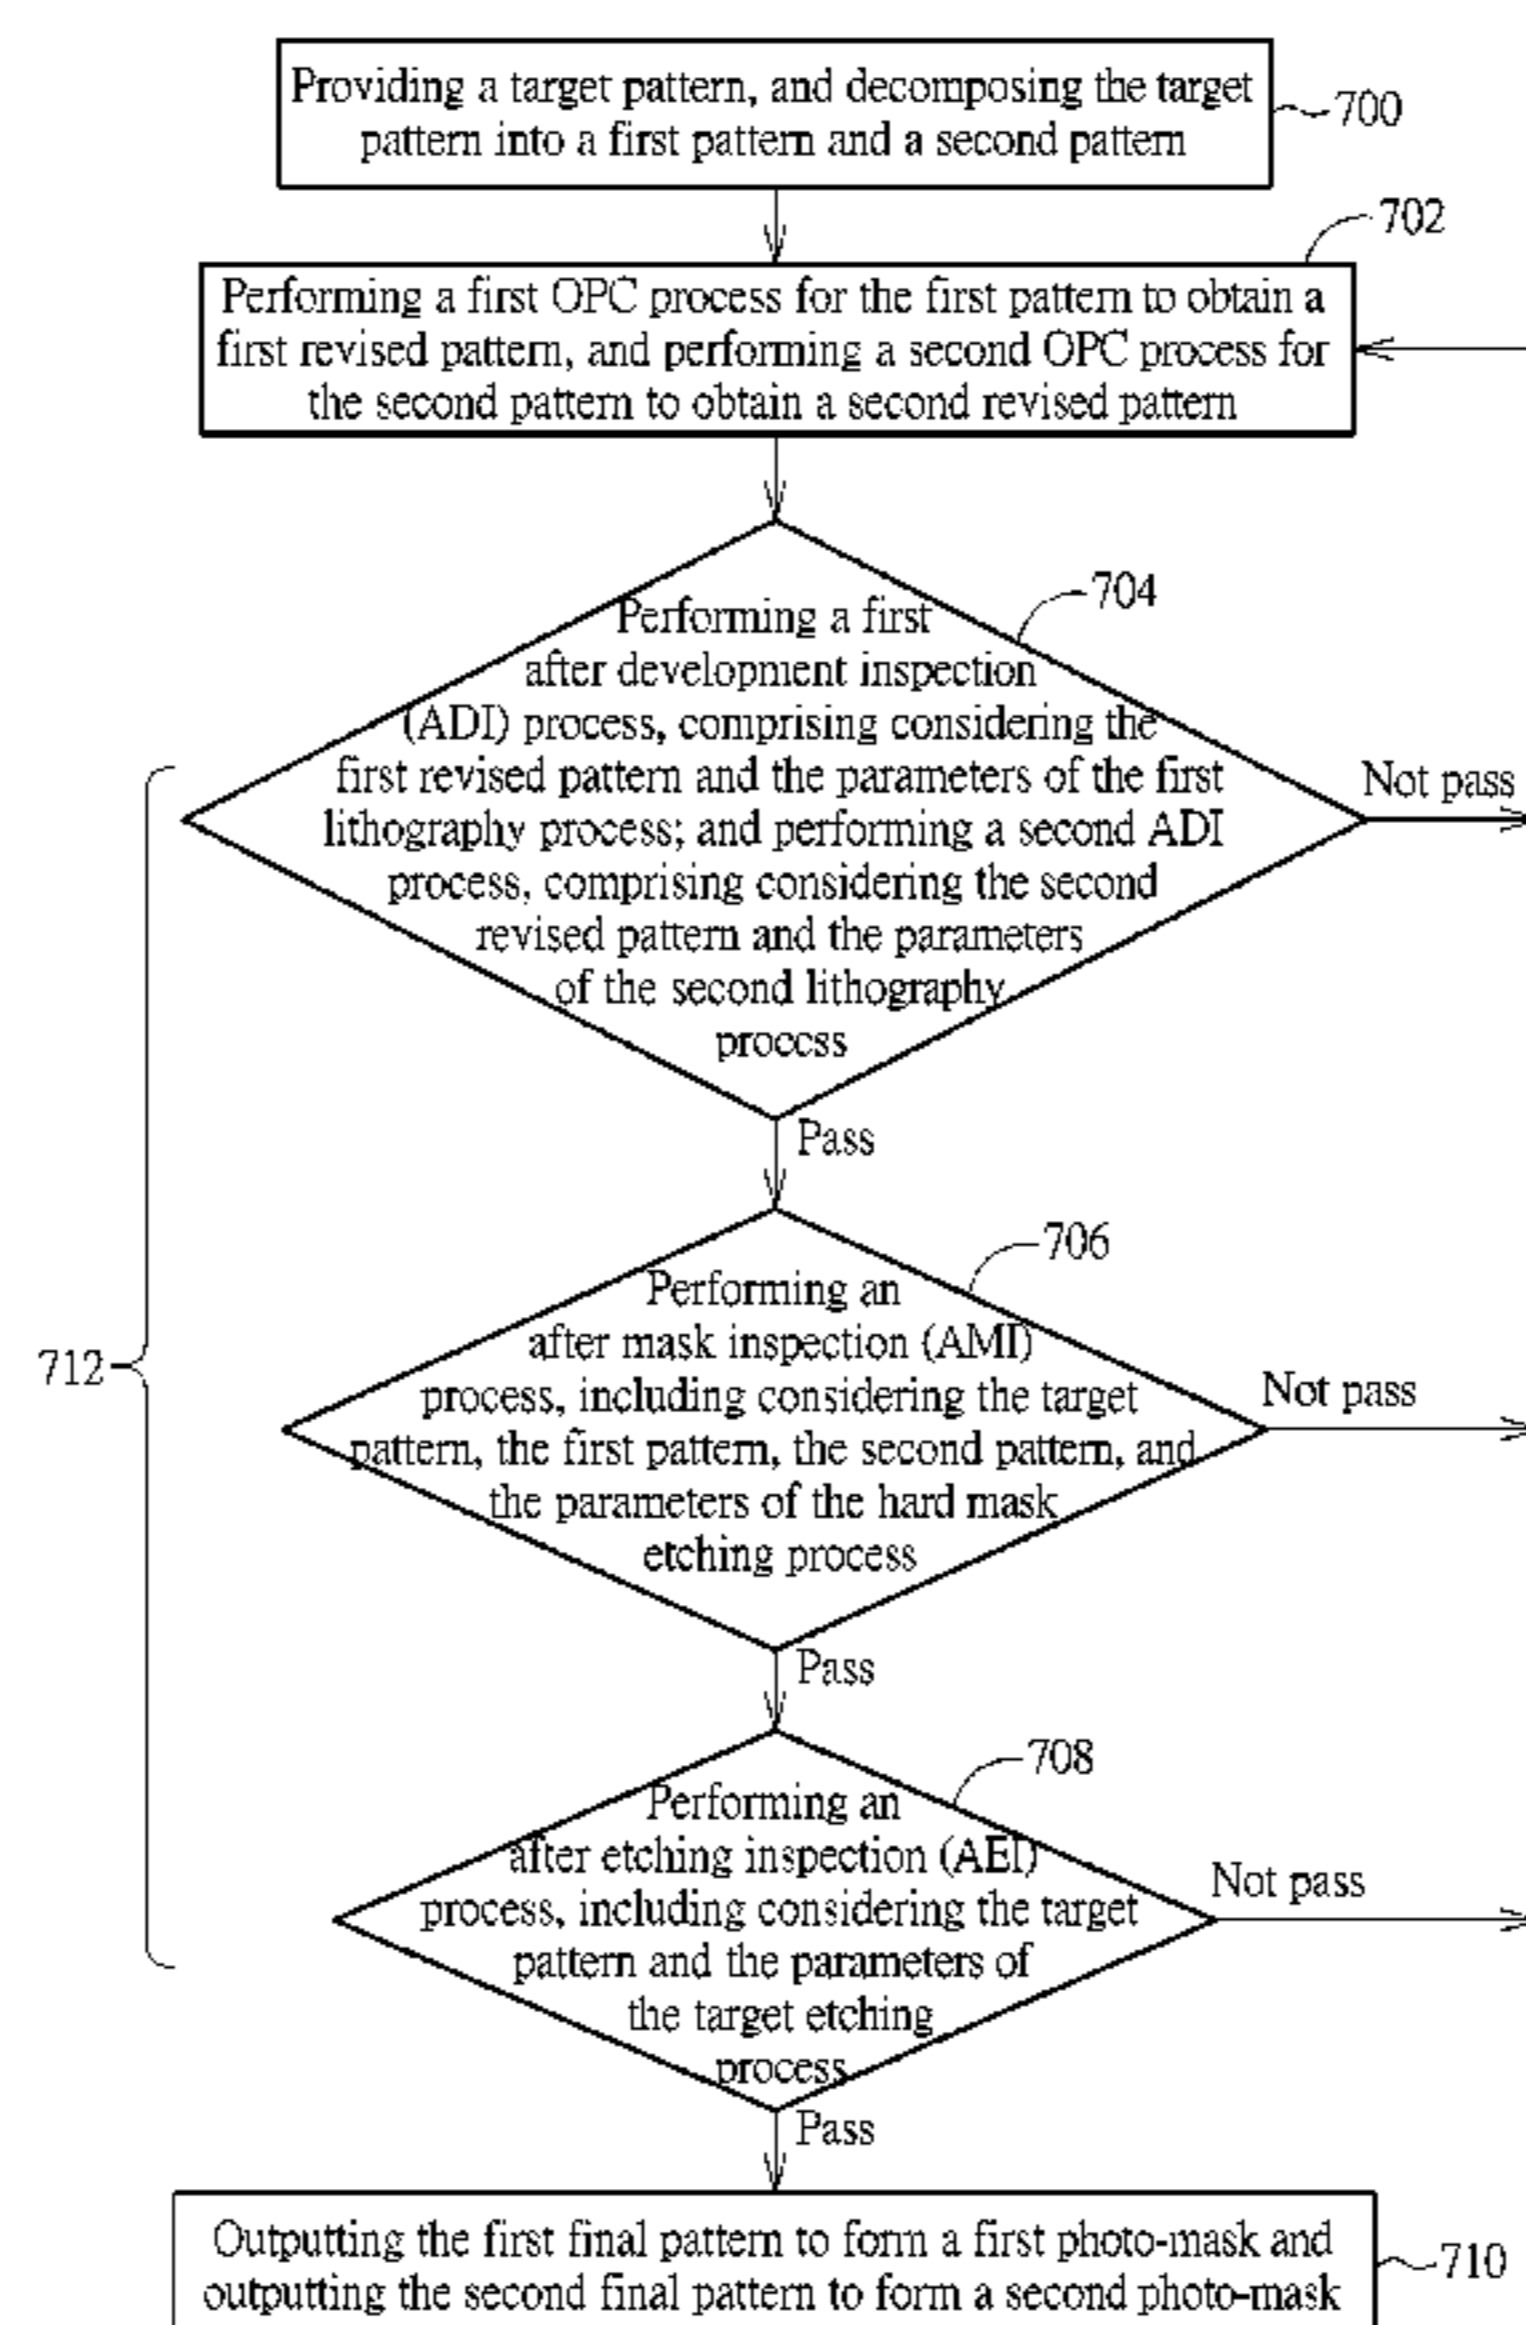 Providing a target pattern, and decomposing the target
pattern into a first pattern and a second pattern
700
702
Performing a first OPC process for the first pattern to obtain a
first revised pattern, and performing a second OPC process for
the second pattern to obtain a second revised pattern
704
Performing a first
after development inspection
(ADI) process, comprising considering the
first revised pattern and the parameters of the first
lithography process; and performing a second ADI
process, comprising considering the second
revised pattern and the parameters
of the second lithography
process
Not pass
Pass
706
Performing an
after mask inspection (AMI)
process, including considering the target
pattern, the first pattern, the second pattern, and
the parameters of the hard mask
etching process
Not pass
712
Pass
708
Performing an
after etching inspection (AEI)
process, including considering the target
pattern and the parameters of
the target etching
process
Not pass
Pass
Outputting the first final pattern to form a first photo-mask and
outputting the second final pattern to form a second photo-mask
710